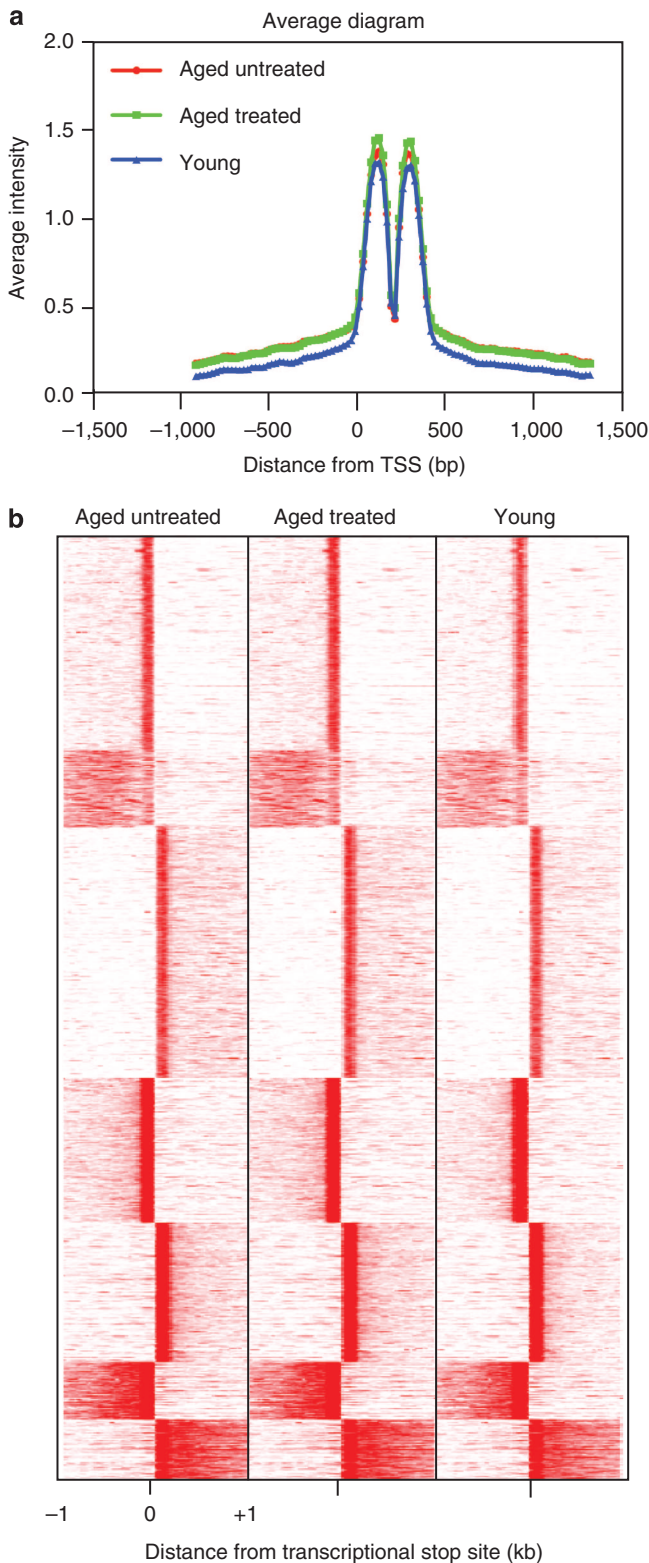 a
Average diagram
2.0
1.5
1.0
0.5
0.0
Average intensity
Aged untreated
Aged treated
Young
–1,500 –1,000 –500 0 500 1,000 1,500
Distance from TSS (bp)
b
Aged untreated Aged treated Young
–1 0 +1
Distance from transcriptional stop site (kb)